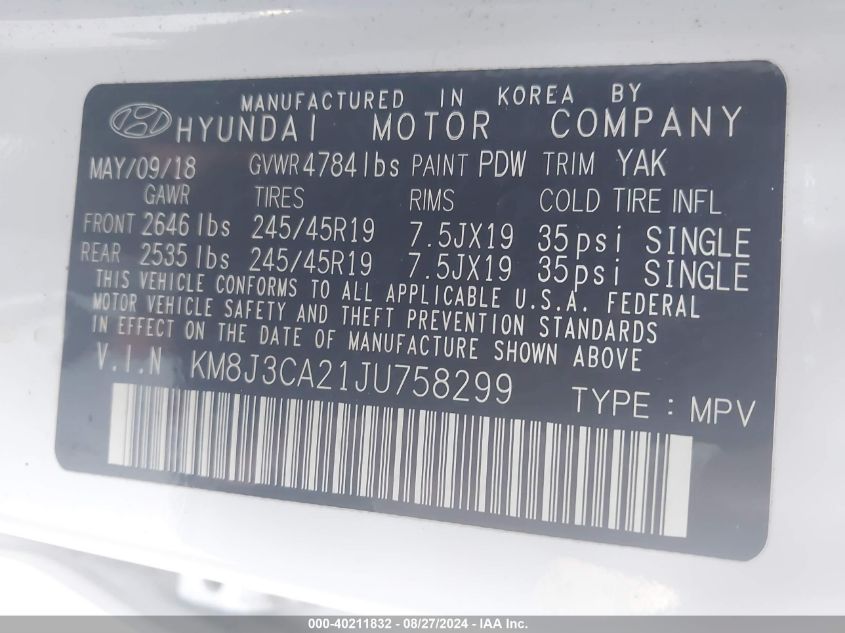 MANUFACTURED IN KOREA BY
HYUNDAI MOTOR COMPANY
MAY/09/18 GVWR 4784lbs PAINT PDW TRIM YAK
GAWR TIRES RIMS COLD TIRE INFL
FRONT 2646 lbs 245/45R19 7.5JX19 35psi SINGLE
REAR 2535 lbs 245/45R19 7.5JX19 35psi SINGLE
THIS VEHICLE CONFORMS TO ALL APPLICABLE U.S.A. FEDERAL
MOTOR VEHICLE SAFETY AND THEFT PREVENTION STANDARDS
IN EFFECT ON THE DATE OF MANUFACTURE SHOWN ABOVE
V.I.N KM8J3CA21JU758299
TYPE : MPV
000-40211832 - 08/27/2024 - IAA Inc.